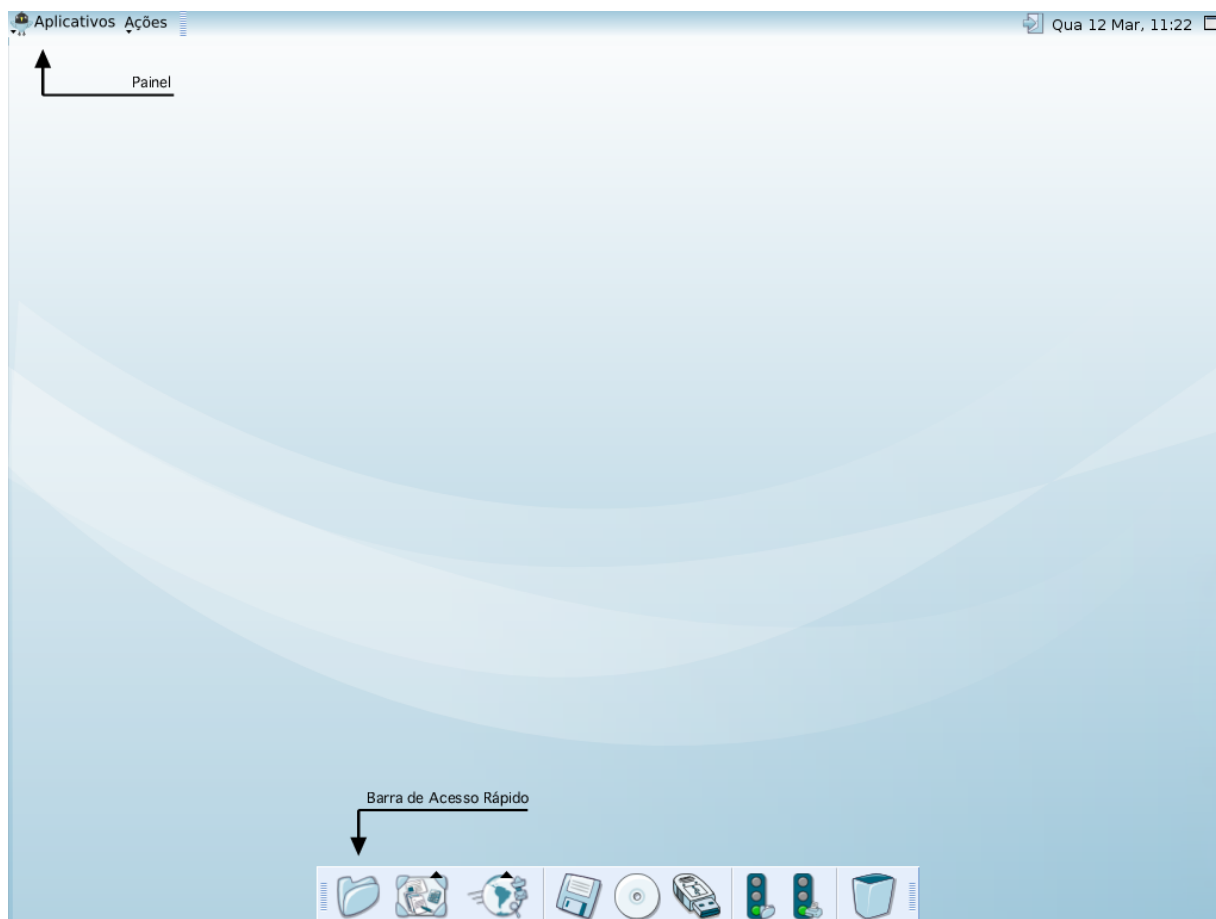 Aplicativos Ações
Qua 12 Mar, 11:22
Painel
Barra de Acesso Rápido